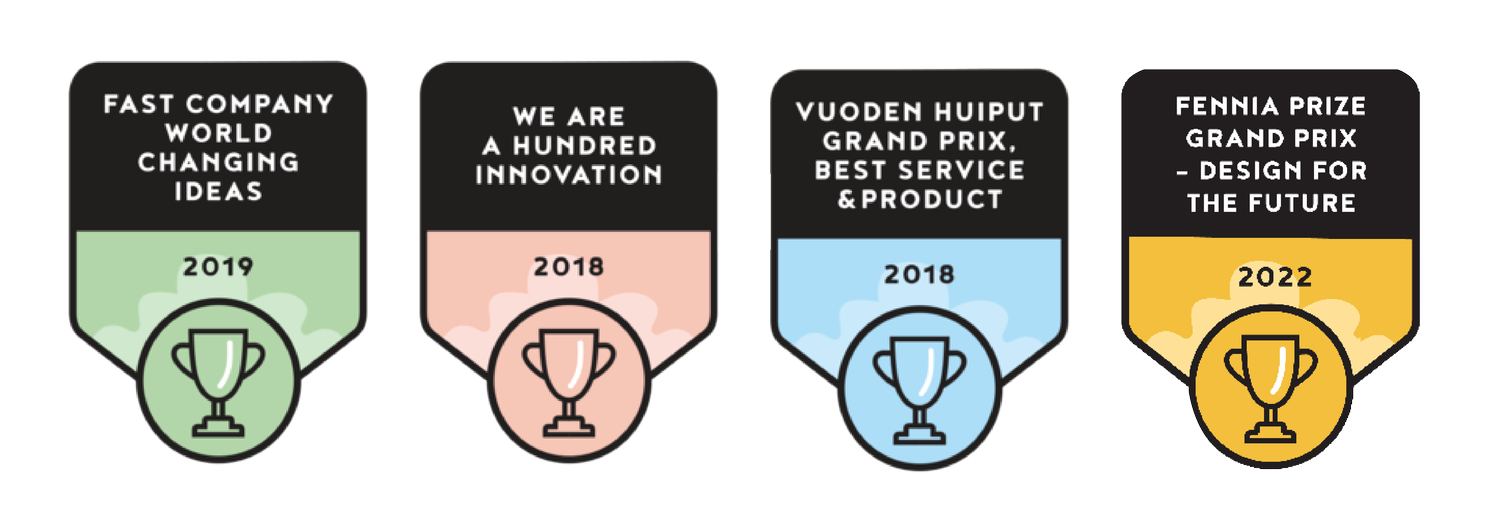 FAST COMPANY
WORLD
CHANGING
IDEAS
2019
WE ARE
A HUNDRED
INNOVATION
2018
VUODEN HUIPUT
GRAND PRIX,
BEST SERVICE
&PRODUCT
2018
FENNIA PRIZE
GRAND PRIX
– DESIGN FOR
THE FUTURE
2022